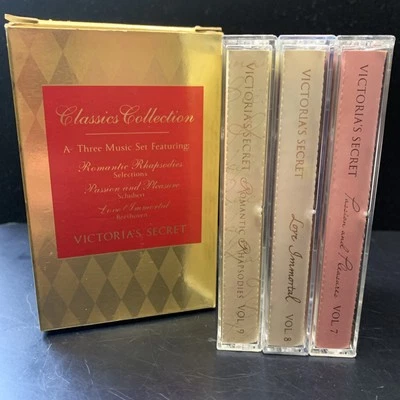 Classics Collection
A Three Music Set Featuring:
Romantic Rhapsodies
Selections
Passion and Pleasure
Schubert
Love Immortal
Beethoven
VICTORIA'S SECRET
VICTORIA'S SECRET ROMANTIC RHAPSODIES VOL. 9
VICTORIA'S SECRET Love Immortal VOL. 8
VICTORIA'S SECRET Passion and Pleasures VOL. 7